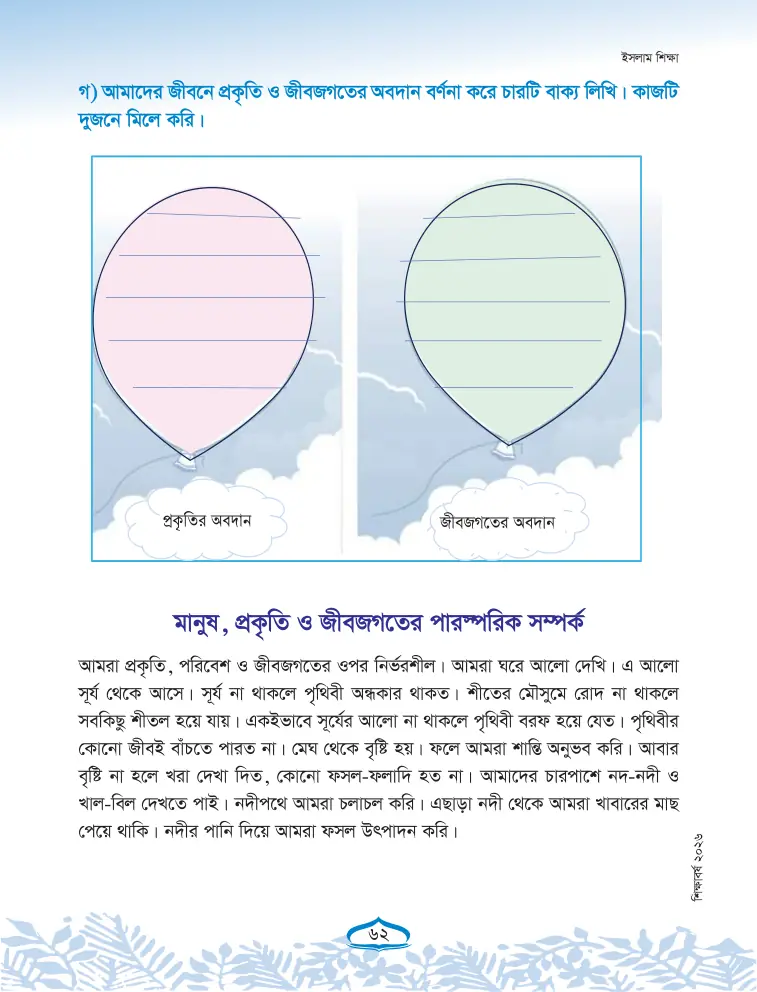 ইসলাম শিক্ষা
গ) আমাদের জীবনে প্রকৃতি ও জীবজগতের অবদান বর্ণনা করে চারটি বাক্য লিখি। কাজটি
দুজনে মিলে করি।
প্রকৃতির অবদান
জীবজগতের অবদান
মানুষ, প্রকৃতি ও জীবজগতের পারস্পরিক সম্পর্ক
আমরা প্রকৃতি, পরিবেশ ও জীবজগতের ওপর নির্ভরশীল। আমরা ঘরে আলো দেখি। এ আলো
সূর্য থেকে আসে। সূর্য না থাকলে পৃথিবী অন্ধকার থাকত। শীতের মৌসুমে রোদ না থাকলে
সবকিছু শীতল হয়ে যায়। একইভাবে সূর্যের আলো না থাকলে পৃথিবী বরফ হয়ে যেত। পৃথিবীর
কোনো জীবই বাঁচতে পারত না। মেঘ থেকে বৃষ্টি হয়। ফলে আমরা শান্তি অনুভব করি। আবার
বৃষ্টি না হলে খরা দেখা দিত, কোনো ফসল-ফলাদি হত না। আমাদের চারপাশে নদ-নদী ও
খাল-বিল দেখতে পাই। নদীপথে আমরা চলাচল করি। এছাড়া নদী থেকে আমরা খাবারের মাছ
পেয়ে থাকি। নদীর পানি দিয়ে আমরা ফসল উৎপাদন করি।
শিক্ষাবর্ষ ২০২৬
৬২